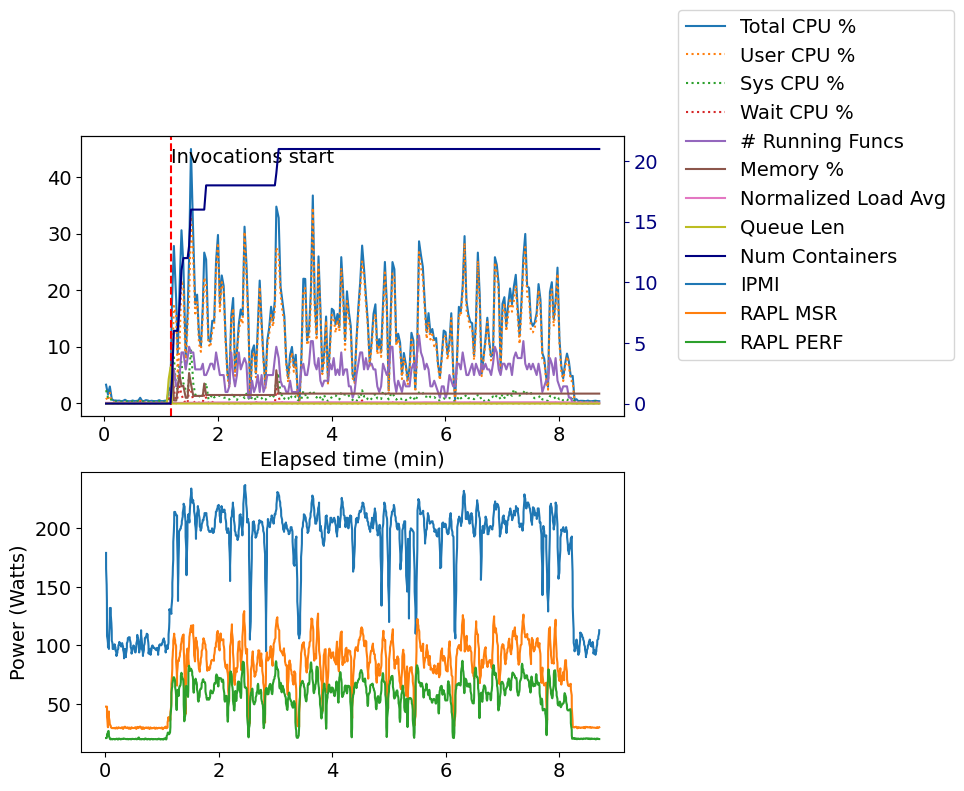 Total CPU %
User CPU %
Sys CPU %
Wait CPU %
# Running Funcs
Memory %
Normalized Load Avg
Queue Len
Num Containers
IPMI
RAPL MSR
RAPL PERF
Invocations start
40
30
20
10
0
20
15
10
5
0
0 2 4 6 8
Elapsed time (min)
Power (Watts)
200
150
100
50
0 2 4 6 8